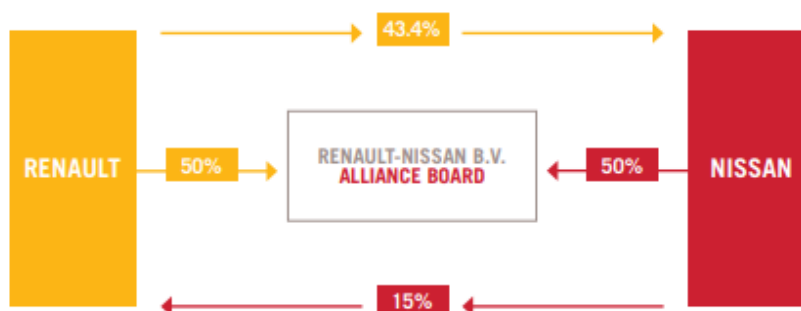 43.4%
RENAULT
50%
RENAULT-NISSAN B.V.
ALLIANCE BOARD
50%
NISSAN
15%